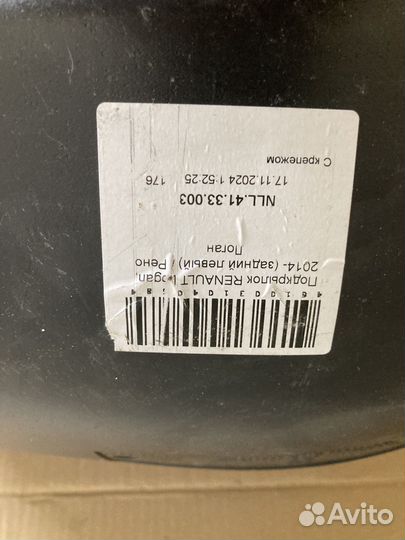 Подкрылок RENAULT Logan,
2014- (задний левый) / Рено
Логан
NLL.41.33.003
17.11.2024 1:52:25 176
С крепежом
Avito